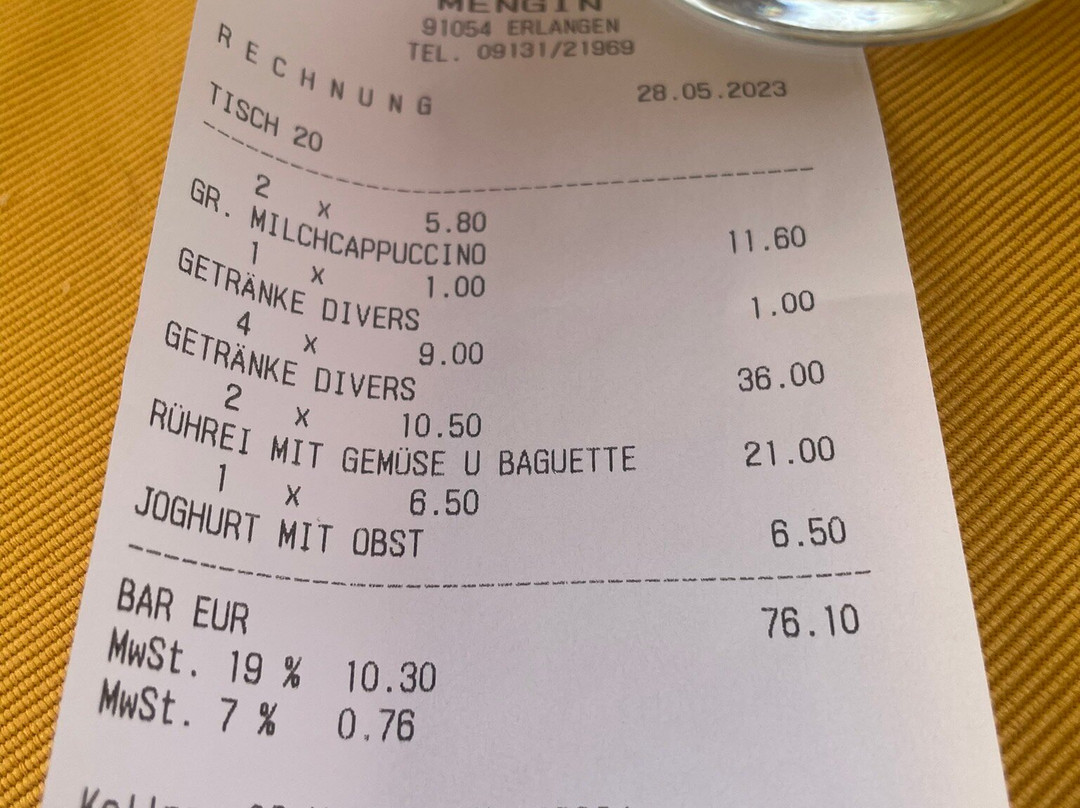 MENGIN
91054 ERLANGEN
TEL. 09131/21969
RECHNUNG 28.05.2023
TISCH 20
2 x 5.80
GR. MILCHCAPPUCCINO 11.60
1 x 1.00
GETRÄNKE DIVERS 1.00
4 x 9.00
GETRÄNKE DIVERS 36.00
2 x 10.50
RÜHREI MIT GEMÜSE U BAGUETTE 21.00
1 x 6.50
JOGHURT MIT OBST 6.50
BAR EUR 76.10
MwSt. 19 % 10.30
MwSt. 7 % 0.76